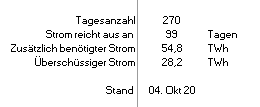 Tagesanzahl 270
Strom reicht aus an 99 Tagen
Zusätzlich benötigter Strom 54,8 TWh
Überschüssiger Strom 28,2 TWh
Stand 04. Okt 20